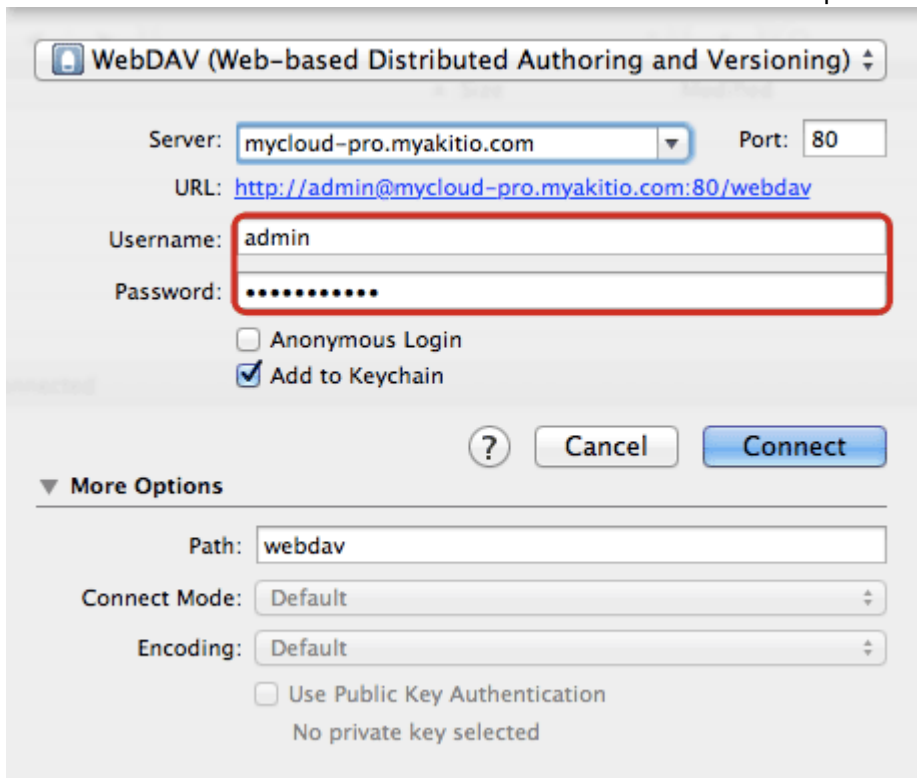 WebDAV (Web-based Distributed Authoring and Versioning)
Size Modified
Server: mycloud-pro.myakitio.com Port: 80
URL: http://admin@mycloud-pro.myakitio.com:80/webdav
Username: admin
Password: •••••••••••
Anonymous Login
Add to Keychain
? Cancel Connect
More Options
Path: webdav
Connect Mode: Default
Encoding: Default
Use Public Key Authentication
No private key selected